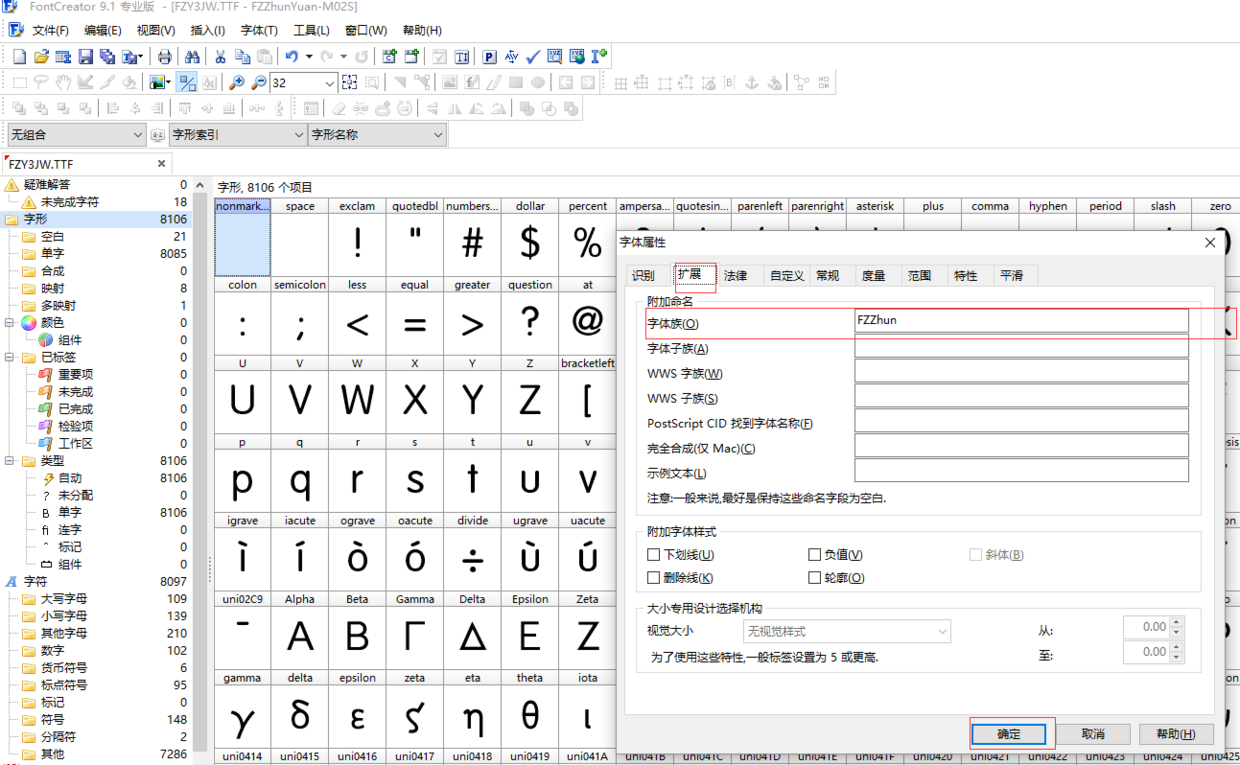 FontCreator 9.1 专业版 - [FZY3JW.TTF - FZZhunYuan-M02S]
文件(F) 编辑(E) 视图(V) 插入(I) 字体(T) 工具(L) 窗口(W) 帮助(H)
32
无组合 字形索引 字形名称
FZY3JW.TTF
疑难解答 0
未完成字符 18
字形 8106
空白 21
单字 8085
合成 0
映射 8
多映射 1
颜色 0
组件 0
已标签 0
重要项 0
未完成 0
已完成 0
检验项 0
工作区 0
类型 8106
自动 8106
? 未分配 0
B 单字 8106
fi 连字 0
标记 0
组件 0
字符 8097
大写字母 109
小写字母 139
其他字母 210
数字 102
货币符号 6
标点符号 95
标记 0
符号 148
分隔符 2
其他 7286
字形, 8106 个项目
nonmark... space exclam quotedbl numbers... dollar percent ampersa... quotesin... parenleft parenright asterisk plus comma hyphen period slash zero
! " # $ %
colon semicolon less equal greater question at
: ; < = > ? @
U V W X Y Z bracketleft
U V W X Y Z [
p q r s t u v
p q r s t u v
igrave iacute ograve oacute divide ugrave uacute
ì í ò ó ÷ ù ú
uni02C9 Alpha Beta Gamma Delta Epsilon Zeta
ˉ Α Β Γ Δ Ε Ζ
gamma delta epsilon zeta eta theta iota
γ δ ε ζ η θ ι
uni0414 uni0415 uni0416 uni0417 uni0418 uni0419 uni041A uni041B uni041C uni041D uni041E uni041F uni0420 uni0421 uni0422 uni0423 uni0424 uni0425
字体属性
识别 扩展 法律 自定义 常规 度量 范围 特性 平滑
附加命名
字体族(O) FZZhun
字体子族(A)
WWS 字族(W)
WWS 子族(S)
PostScript CID 找到字体名称(F)
完全合成(仅 Mac)(C)
示例文本(L)
注意:一般来说,最好是保持这些命名字段为空白.
附加字体样式
下划线(U) 负值(V) 斜体(B)
删除线(K) 轮廓(O)
大小专用设计选择机构
视觉大小 无视觉样式 从: 0.00
为了使用这些特性,一般标签设置为 5 或更高. 至: 0.00
确定 取消 帮助(H)